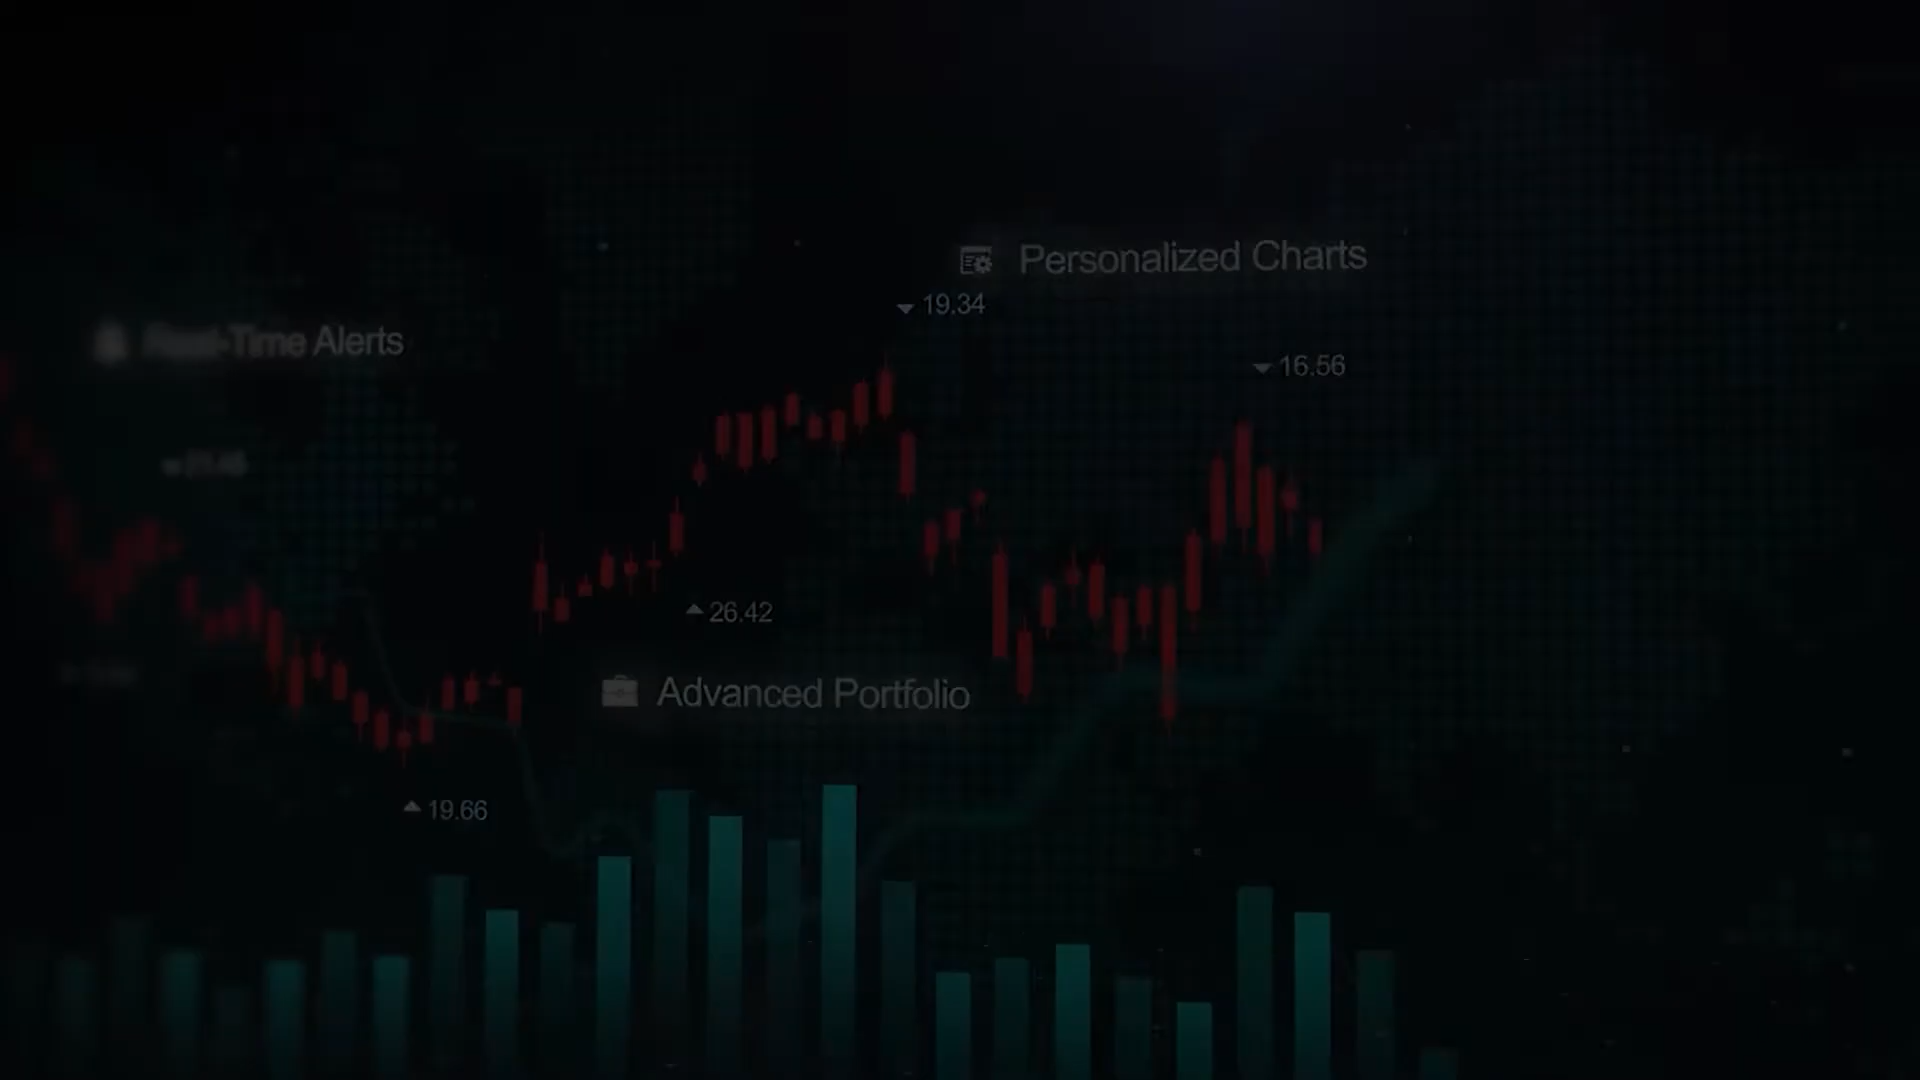 Personalized Charts
19.34
Real-Time Alerts
16.56
26.42
Advanced Portfolio
19.66